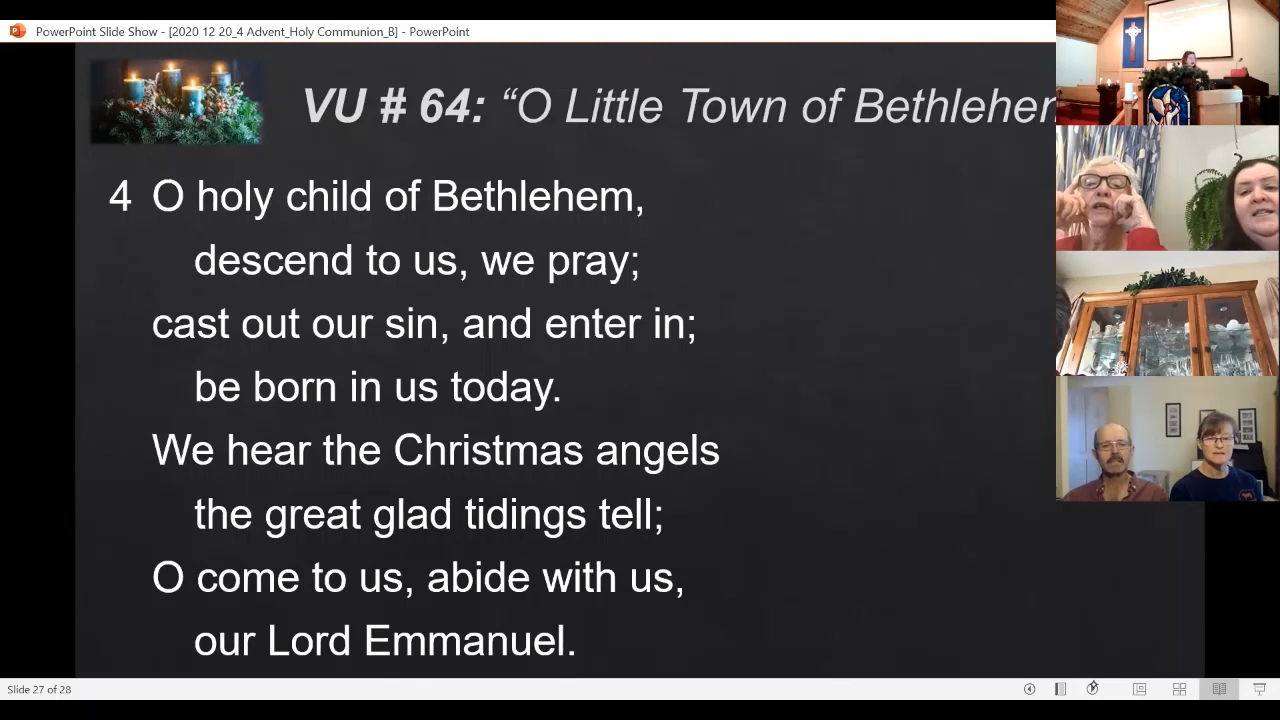 PowerPoint Slide Show - [2020 12 20_4 Advent_Holy Communion_B] - PowerPoint
VU # 64: “O Little Town of Bethlehem
4 O holy child of Bethlehem,
descend to us, we pray;
cast out our sin, and enter in;
be born in us today.
We hear the Christmas angels
the great glad tidings tell;
O come to us, abide with us,
our Lord Emmanuel.
Slide 27 of 28